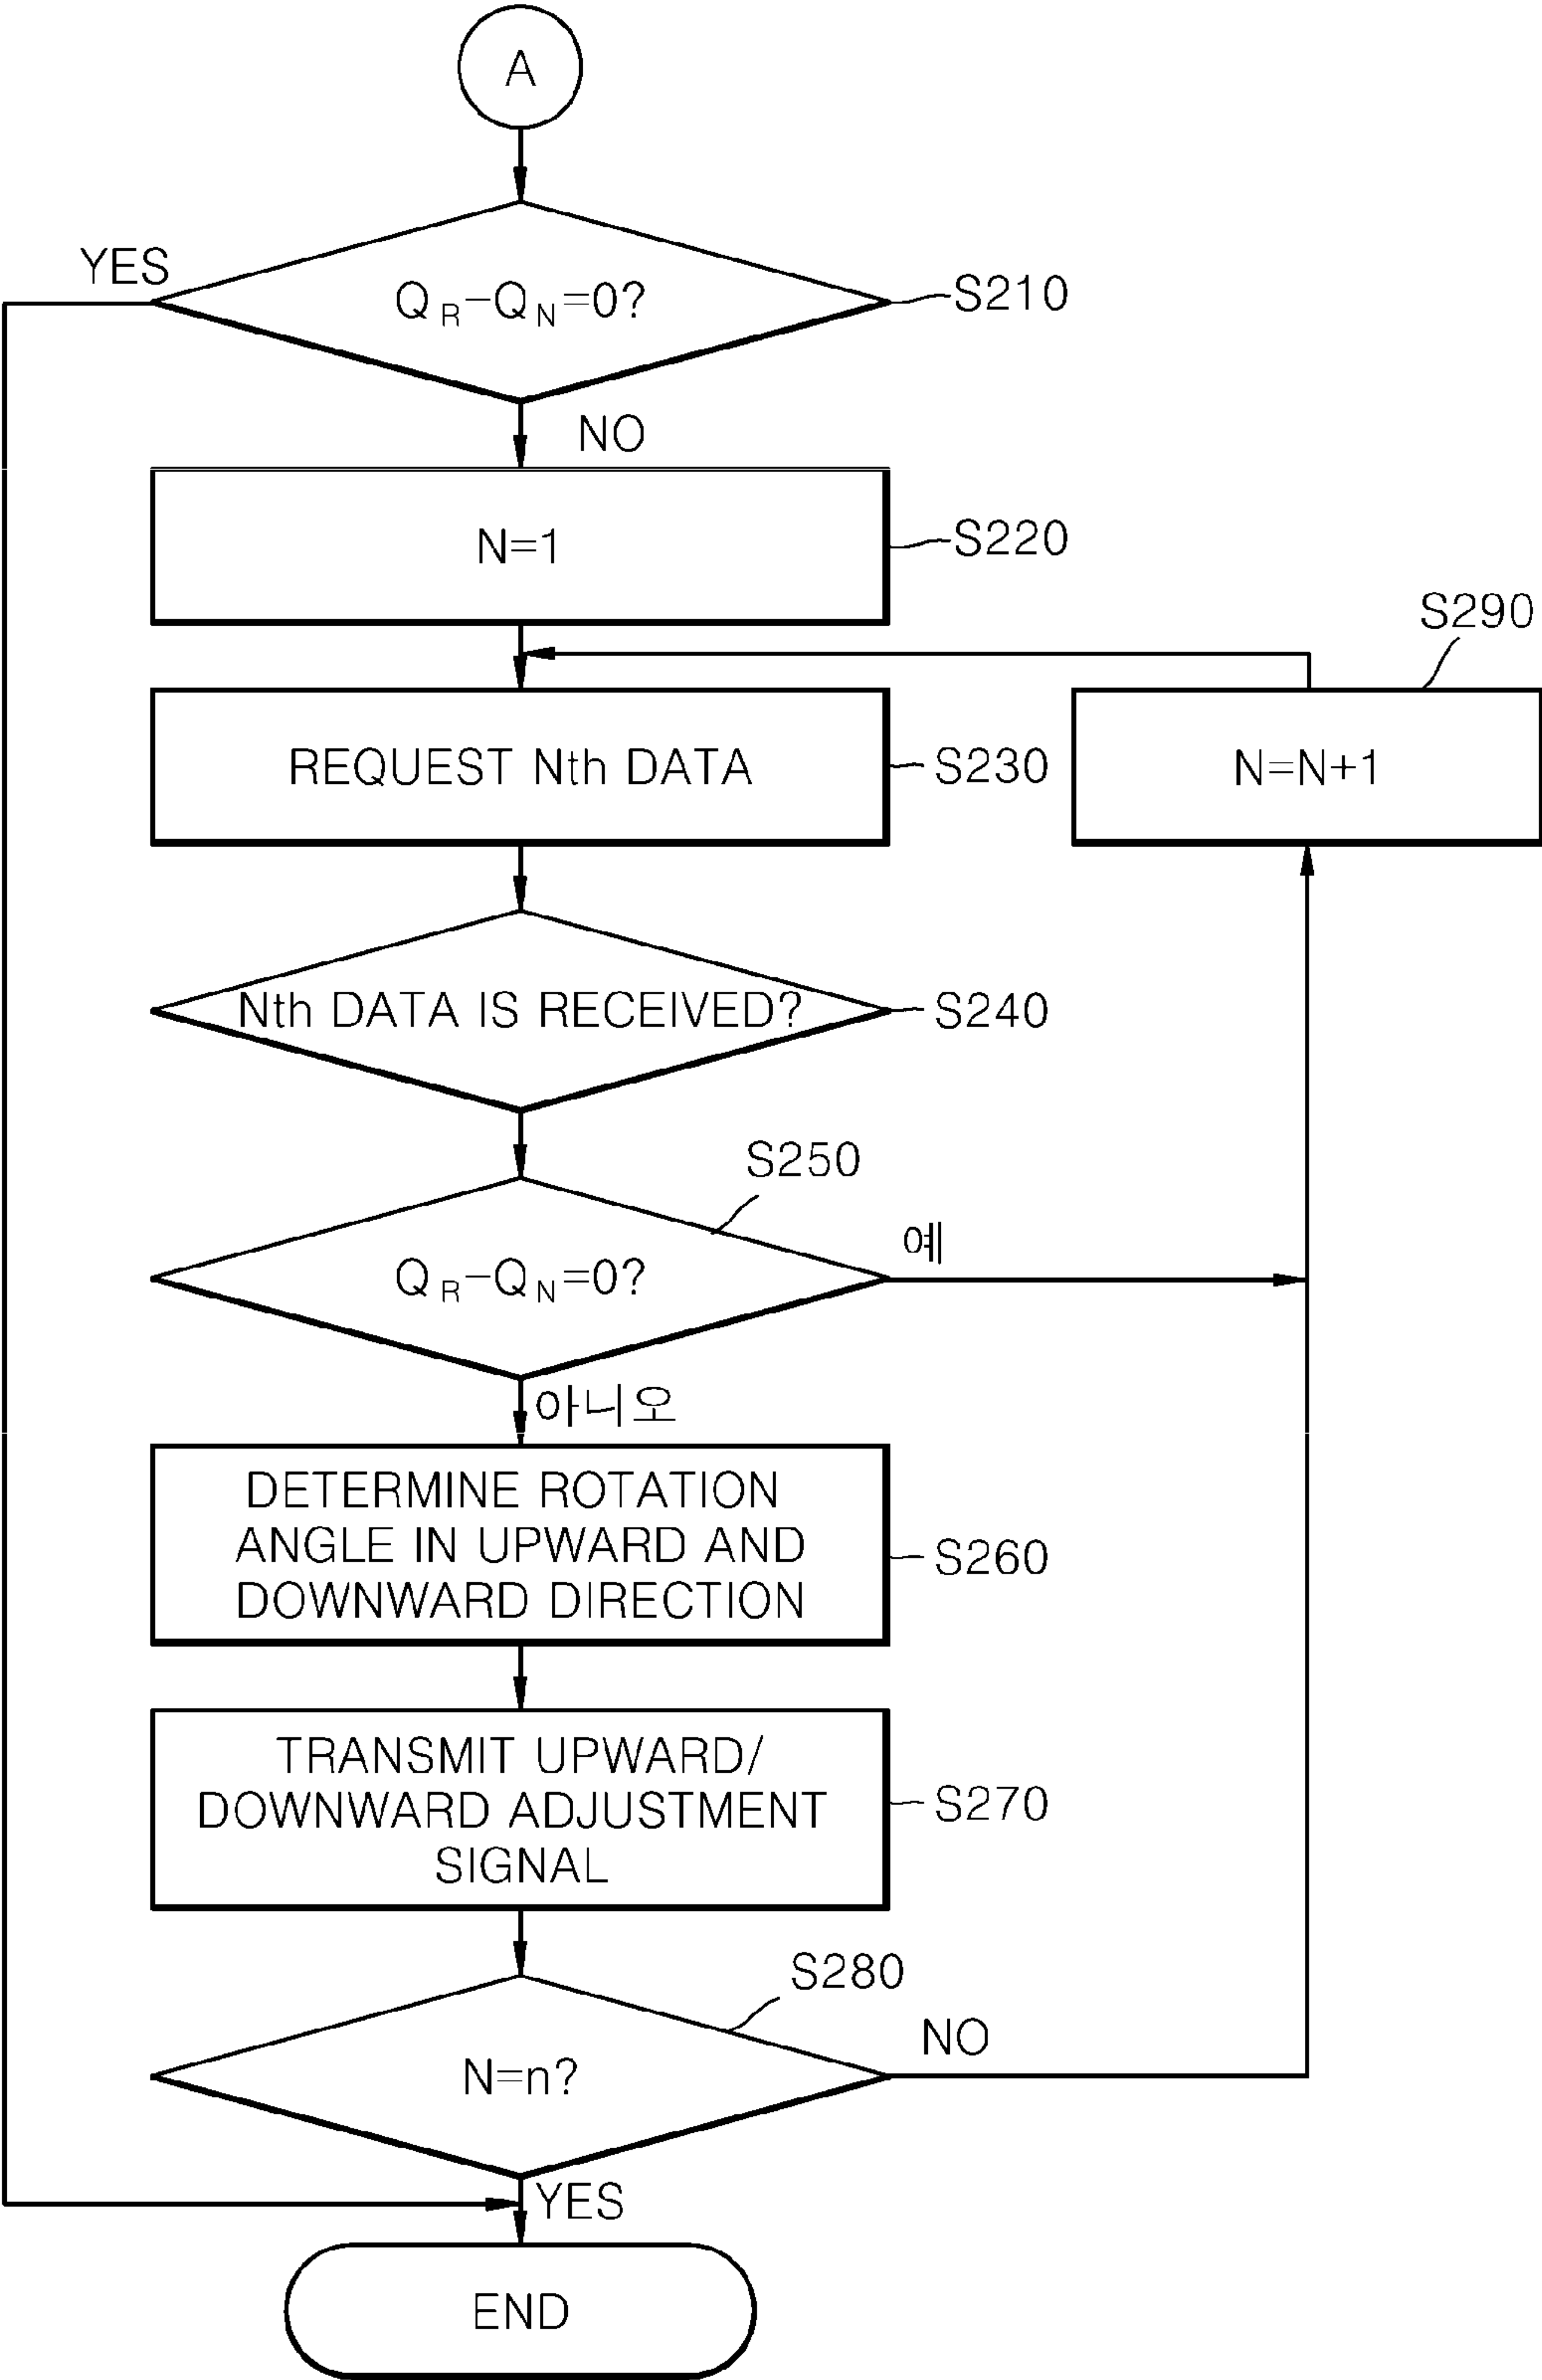 A
YES
Q R-Q N=0?
S210
NO
N=1
S220
S290
REQUEST Nth DATA
S230
N=N+1
Nth DATA IS RECEIVED?
S240
S250
Q R-Q N=0?
예
아니오
DETERMINE ROTATION
ANGLE IN UPWARD AND
DOWNWARD DIRECTION
S260
TRANSMIT UPWARD/
DOWNWARD ADJUSTMENT
SIGNAL
S270
S280
N=n?
NO
YES
END